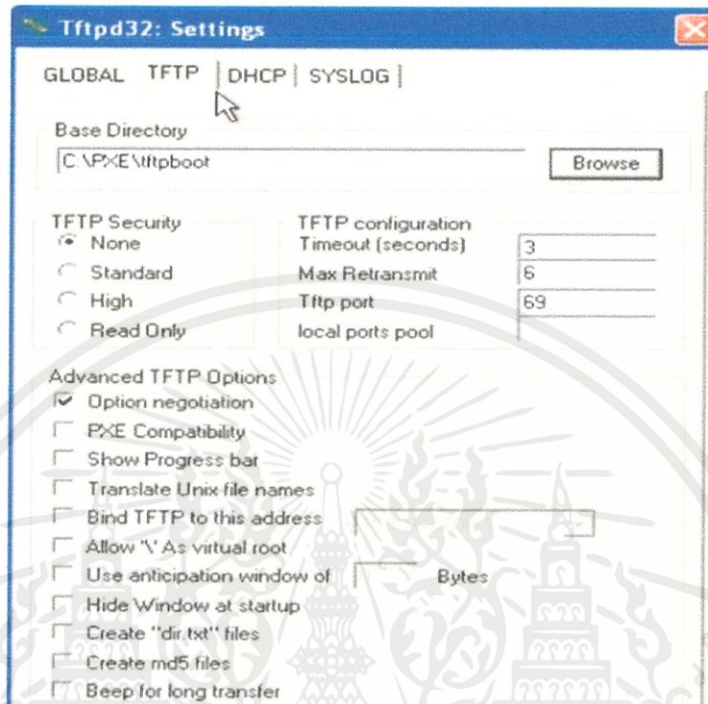 Tftpd32: Settings
GLOBAL TFTP DHCP SYSLOG
Base Directory
C:\PXE\tftpboot
Browse
TFTP Security
None
Standard
High
Read Only
TFTP configuration
Timeout (seconds) 3
Max Retransmit 6
Tftp port 69
local ports pool
Advanced TFTP Options
Option negotiation
PXE Compatibility
Show Progress bar
Translate Unix file names
Bind TFTP to this address
Allow '\' As virtual root
Use anticipation window of Bytes
Hide Window at startup
Create "dir.txt" files
Create md5 files
Beep for long transfer